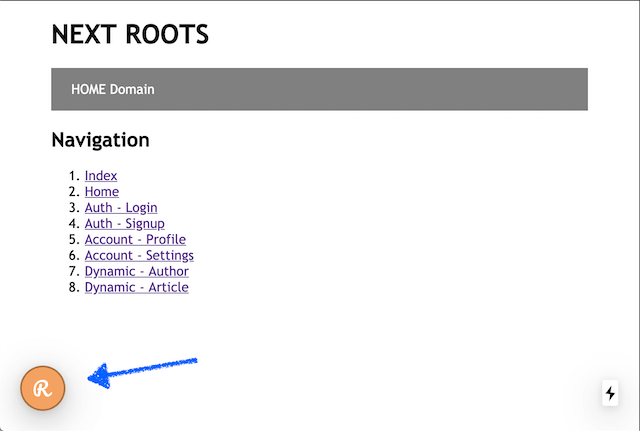 NEXT ROOTS
HOME Domain
Navigation
1. Index
2. Home
3. Auth - Login
4. Auth - Signup
5. Account - Profile
6. Account - Settings
7. Dynamic - Author
8. Dynamic - Article
R